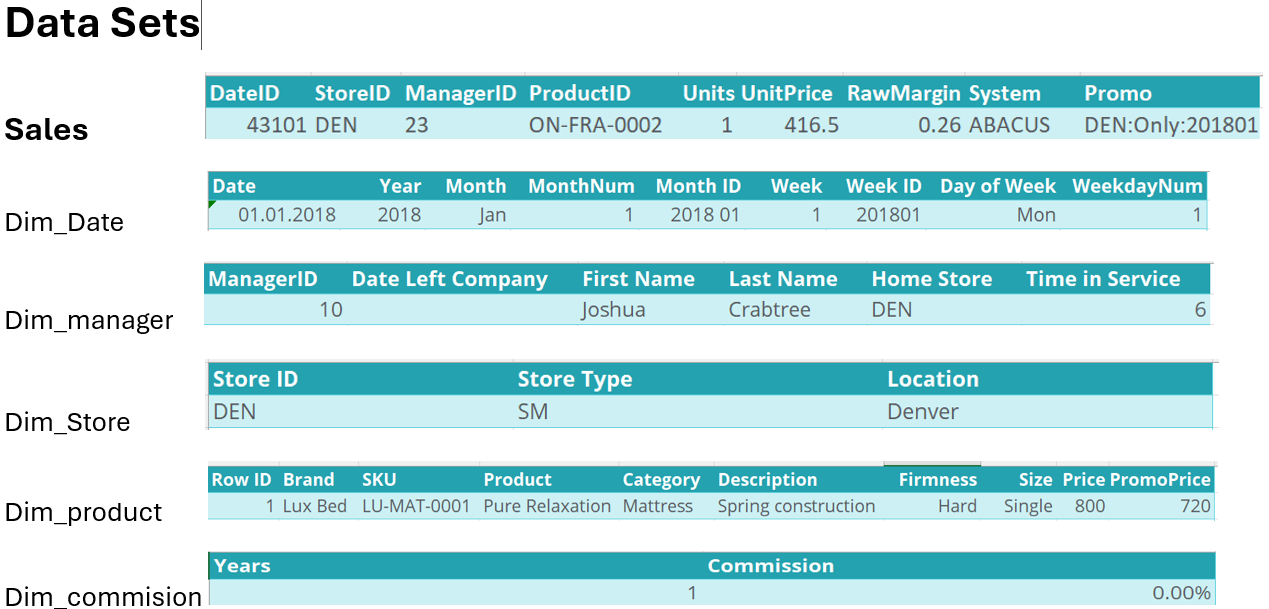 Data Sets
DateID StoreID ManagerID ProductID Units UnitPrice RawMargin System Promo
Sales 43101 DEN 23 ON-FRA-0002 1 416.5 0.26 ABACUS DEN:Only:201801
Date Year Month MonthNum Month ID Week Week ID Day of Week WeekdayNum
Dim_Date 01.01.2018 2018 Jan 1 2018 01 1 201801 Mon 1
ManagerID Date Left Company First Name Last Name Home Store Time in Service
Dim_manager 10 Joshua Crabtree DEN 6
Store ID Store Type Location
Dim_Store DEN SM Denver
Row ID Brand SKU Product Category Description Firmness Size Price PromoPrice
Dim_product 1 Lux Bed LU-MAT-0001 Pure Relaxation Mattress Spring construction Hard Single 800 720
Years Commission
Dim_commision 1 0.00%